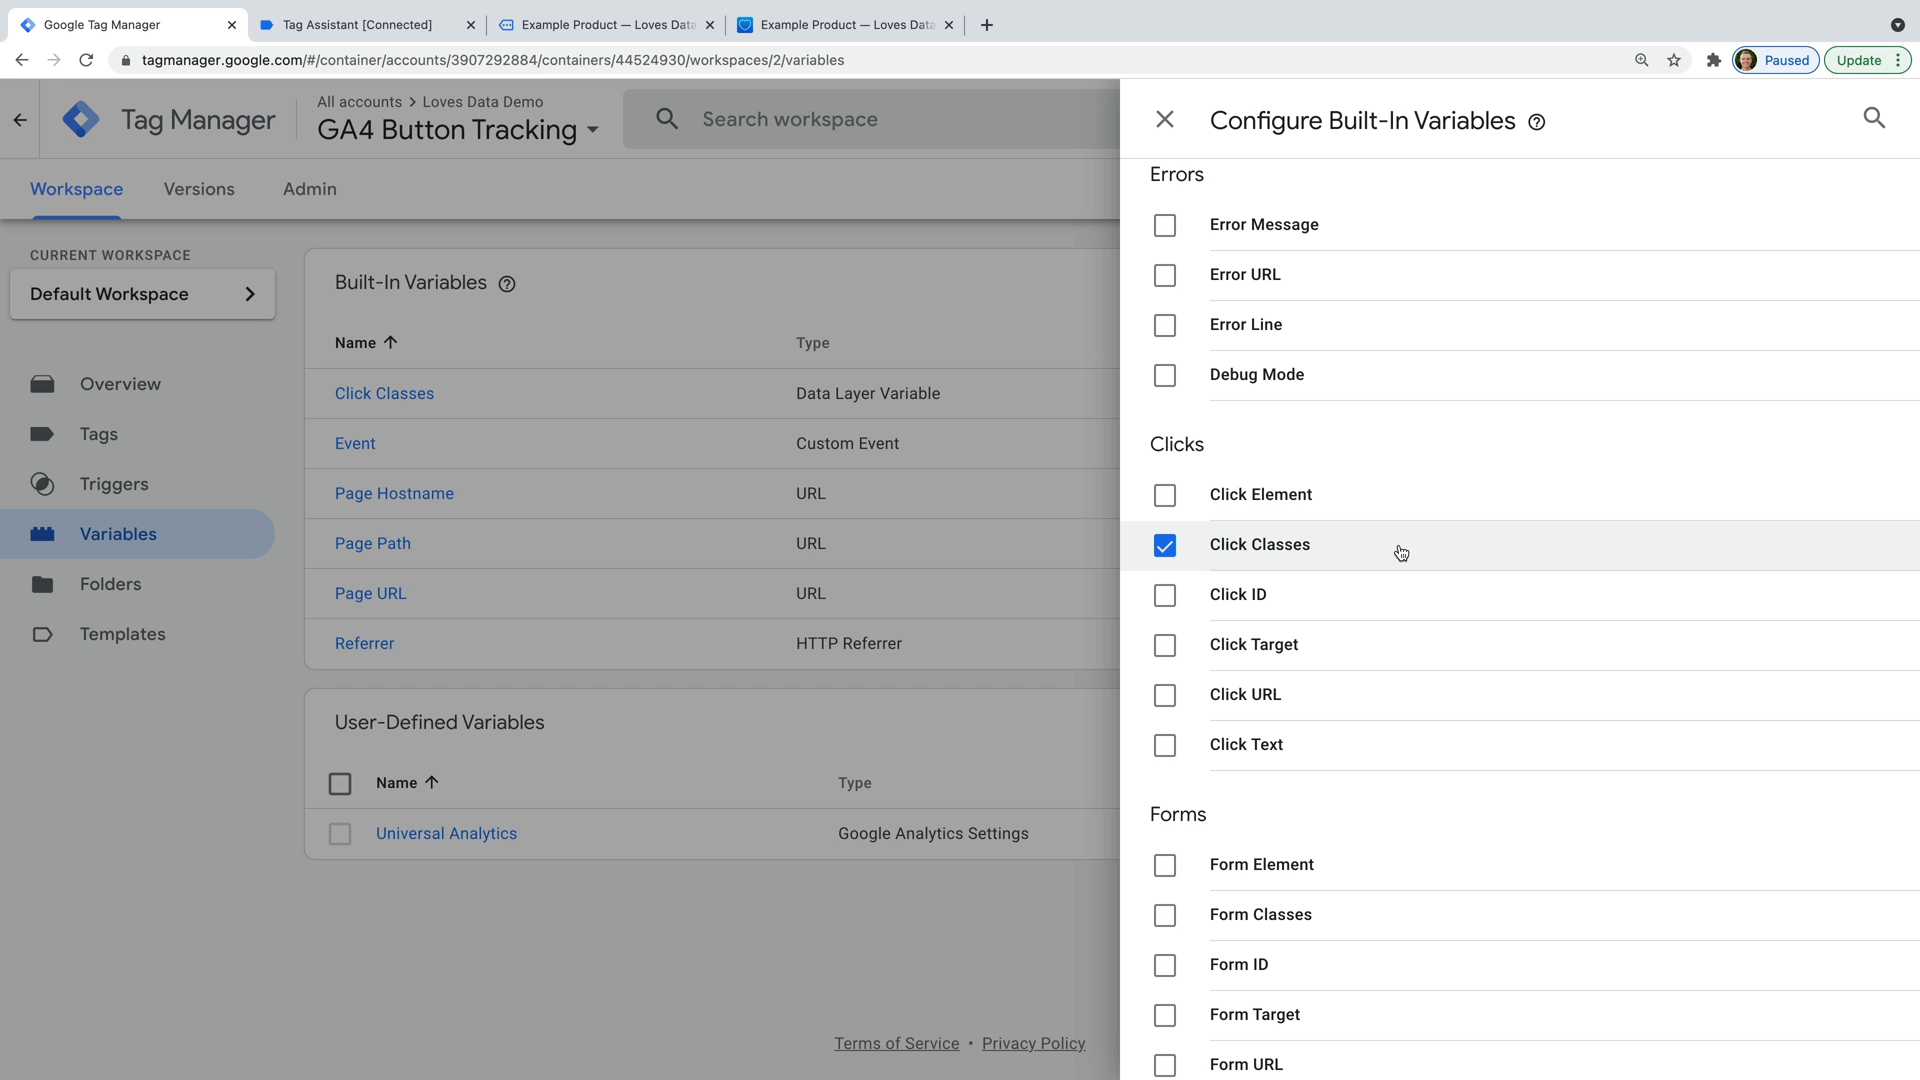 Google Tag Manager
Tag Assistant [Connected]
Example Product — Loves Data
Example Product — Loves Data
tagmanager.google.com/#/container/accounts/3907292884/containers/44524930/workspaces/2/variables
Paused
Update
Tag Manager
All accounts > Loves Data Demo
GA4 Button Tracking
Search workspace
Workspace
Versions
Admin
CURRENT WORKSPACE
Default Workspace
Overview
Tags
Triggers
Variables
Folders
Templates
Built-In Variables
Name
Type
Click Classes
Data Layer Variable
Event
Custom Event
Page Hostname
URL
Page Path
URL
Page URL
URL
Referrer
HTTP Referrer
User-Defined Variables
Name
Type
Universal Analytics
Google Analytics Settings
Terms of Service • Privacy Policy
Configure Built-In Variables
Errors
Error Message
Error URL
Error Line
Debug Mode
Clicks
Click Element
Click Classes
Click ID
Click Target
Click URL
Click Text
Forms
Form Element
Form Classes
Form ID
Form Target
Form URL